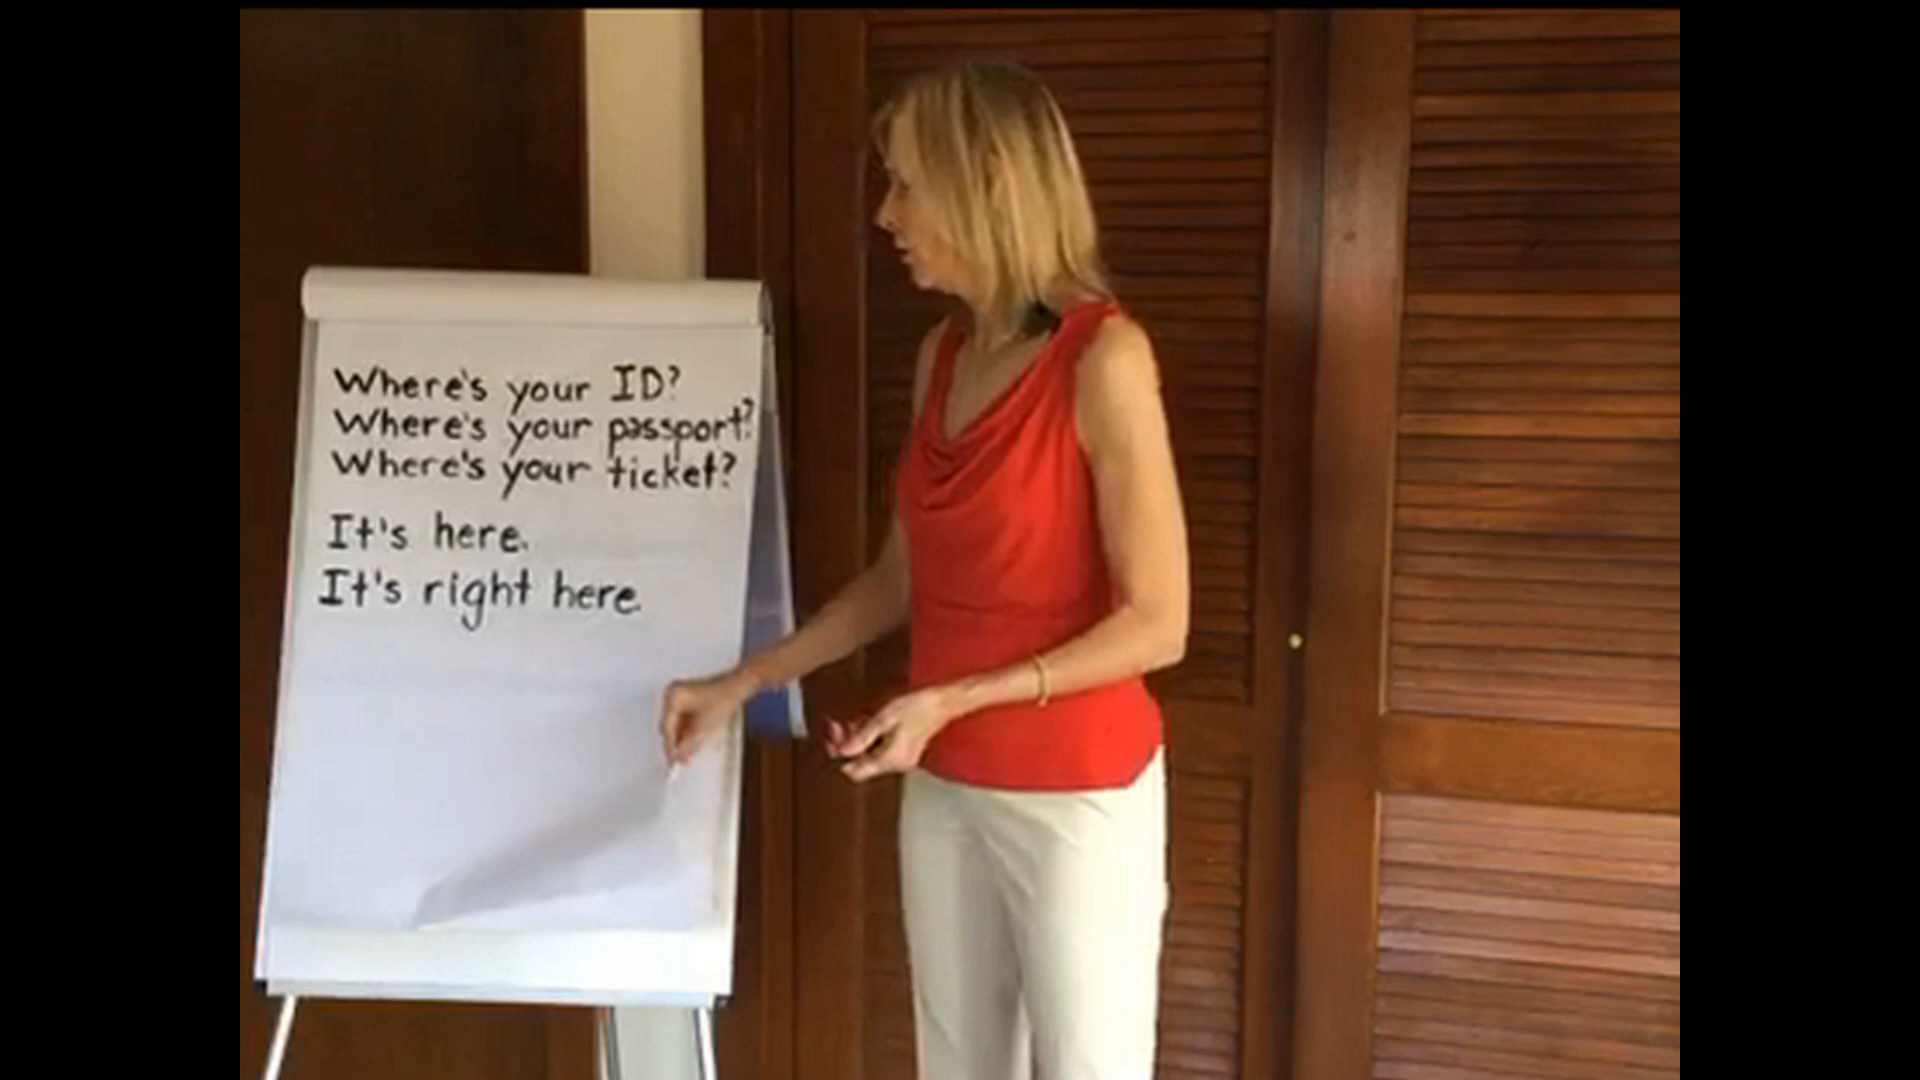 Where's your ID?
Where's your passport?
Where's your ticket?
It's here.
It's right here.